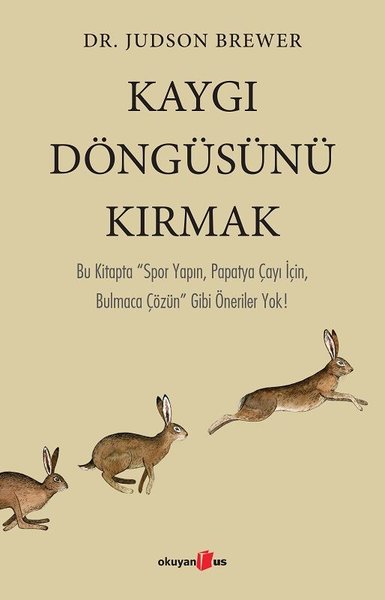 DR. JUDSON BREWER
KAYGI
DÖNGÜSÜNÜ
KIRMAK
Bu Kitapta “Spor Yapın, Papatya Çayı İçin,
Bulmaca Çözün” Gibi Öneriler Yok!
okuyan us